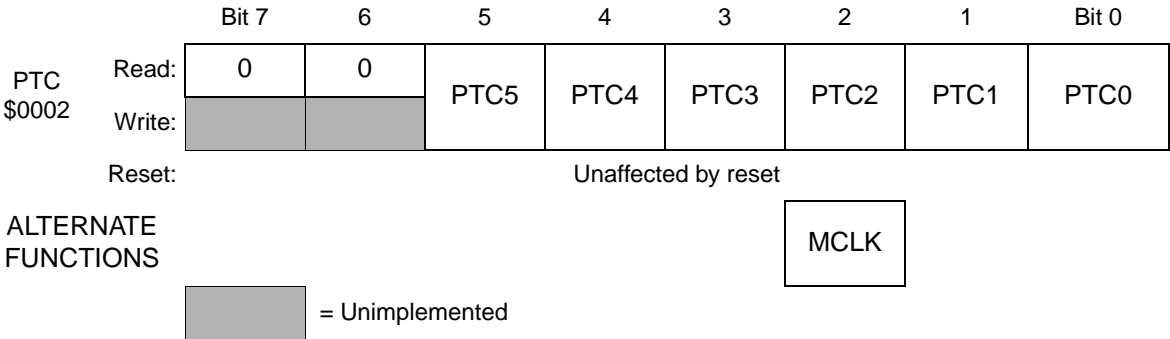 Bit 7 6 5 4 3 2 1 Bit 0
PTC
$0002
Read: 0 0 PTC5 PTC4 PTC3 PTC2 PTC1 PTC0
Write:
Reset: Unaffected by reset
ALTERNATE
FUNCTIONS
MCLK
= Unimplemented